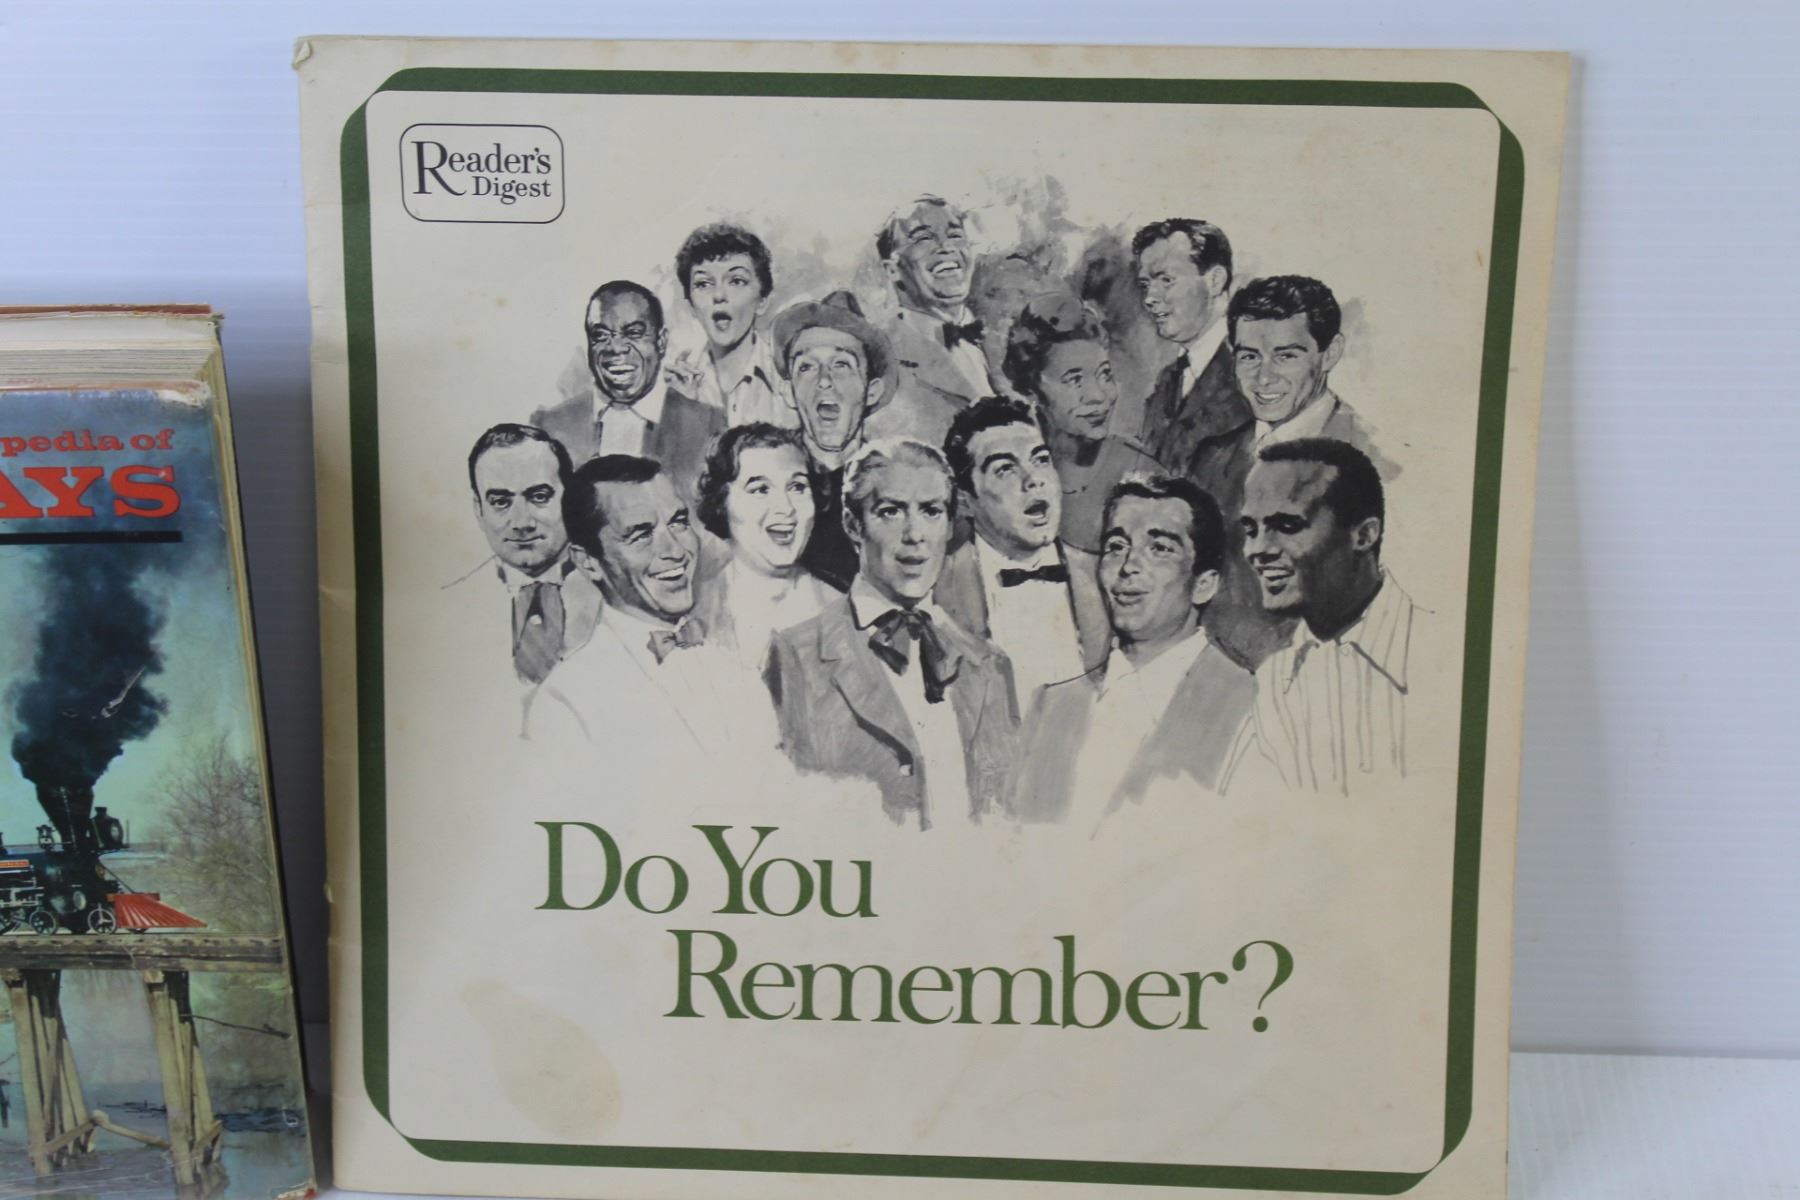 Reader's
Digest
Do You
Remember?
pedia of
AYS